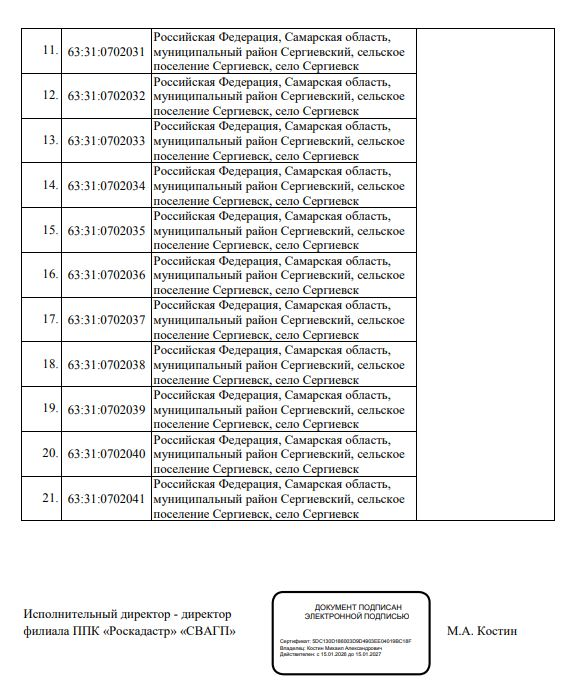 11. 63:31:0702031 Российская Федерация, Самарская область,
муниципальный район Сергиевский, сельское
поселение Сергиевск, село Сергиевск
12. 63:31:0702032 Российская Федерация, Самарская область,
муниципальный район Сергиевский, сельское
поселение Сергиевск, село Сергиевск
13. 63:31:0702033 Российская Федерация, Самарская область,
муниципальный район Сергиевский, сельское
поселение Сергиевск, село Сергиевск
14. 63:31:0702034 Российская Федерация, Самарская область,
муниципальный район Сергиевский, сельское
поселение Сергиевск, село Сергиевск
15. 63:31:0702035 Российская Федерация, Самарская область,
муниципальный район Сергиевский, сельское
поселение Сергиевск, село Сергиевск
16. 63:31:0702036 Российская Федерация, Самарская область,
муниципальный район Сергиевский, сельское
поселение Сергиевск, село Сергиевск
17. 63:31:0702037 Российская Федерация, Самарская область,
муниципальный район Сергиевский, сельское
поселение Сергиевск, село Сергиевск
18. 63:31:0702038 Российская Федерация, Самарская область,
муниципальный район Сергиевский, сельское
поселение Сергиевск, село Сергиевск
19. 63:31:0702039 Российская Федерация, Самарская область,
муниципальный район Сергиевский, сельское
поселение Сергиевск, село Сергиевск
20. 63:31:0702040 Российская Федерация, Самарская область,
муниципальный район Сергиевский, сельское
поселение Сергиевск, село Сергиевск
21. 63:31:0702041 Российская Федерация, Самарская область,
муниципальный район Сергиевский, сельское
поселение Сергиевск, село Сергиевск
Исполнительный директор - директор
филиала ППК «Роскадастр» «СВАГП»
ДОКУМЕНТ ПОДПИСАН
ЭЛЕКТРОННОЙ ПОДПИСЬЮ
Сертификат: 5DC130D186003D9D4903EE04019BC18F
Владелец: Костин Михаил Александрович
Действителен: с 15.01.2026 до 15.01.2027
М.А. Костин